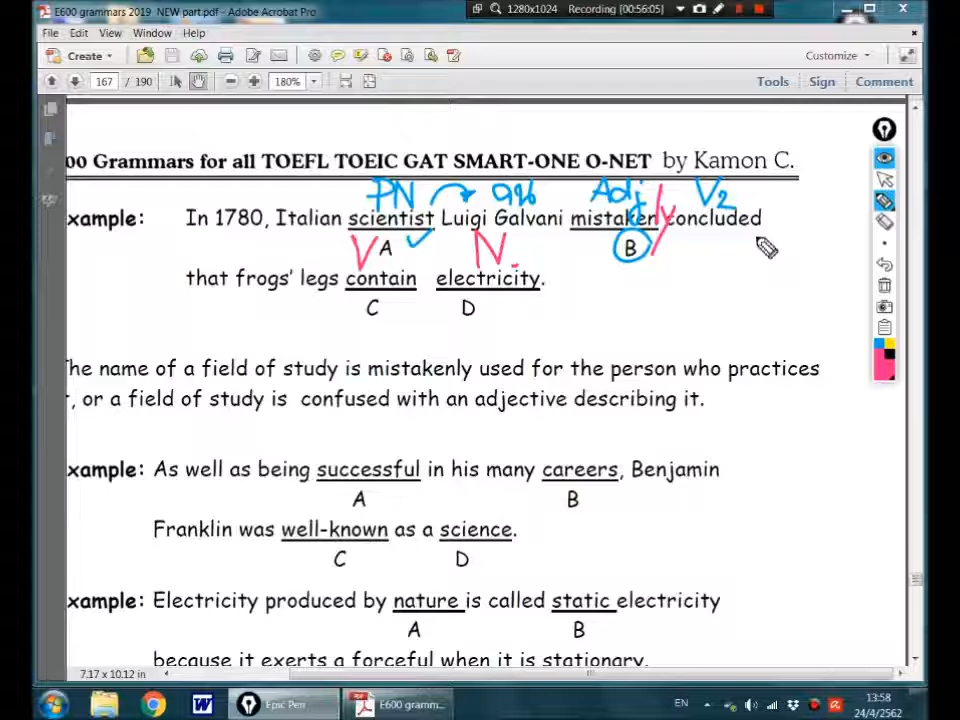 E600 grammars 2019 NEW part.pdf - Adobe Acrobat Pro
1280x1024 Recording [00:56:05]
File Edit View Window Help
Create Customize
167 / 190 180% Tools Sign Comment
00 Grammars for all TOEFL TOEIC GAT SMART-ONE O-NET by Kamon C.
PN Adj V2
xample: In 1780, Italian scientist Luigi Galvani mistaken concluded
ly
V A N. B
that frogs' legs contain electricity.
C D
The name of a field of study is mistakenly used for the person who practices
, or a field of study is confused with an adjective describing it.
xample: As well as being successful in his many careers, Benjamin
A B
Franklin was well-known as a science.
C D
xample: Electricity produced by nature is called static electricity
A B
because it exerts a forceful when it is stationary.
7.17 x 10.12 in
Epic Pen E600 gramm... EN 13:58
24/4/2562